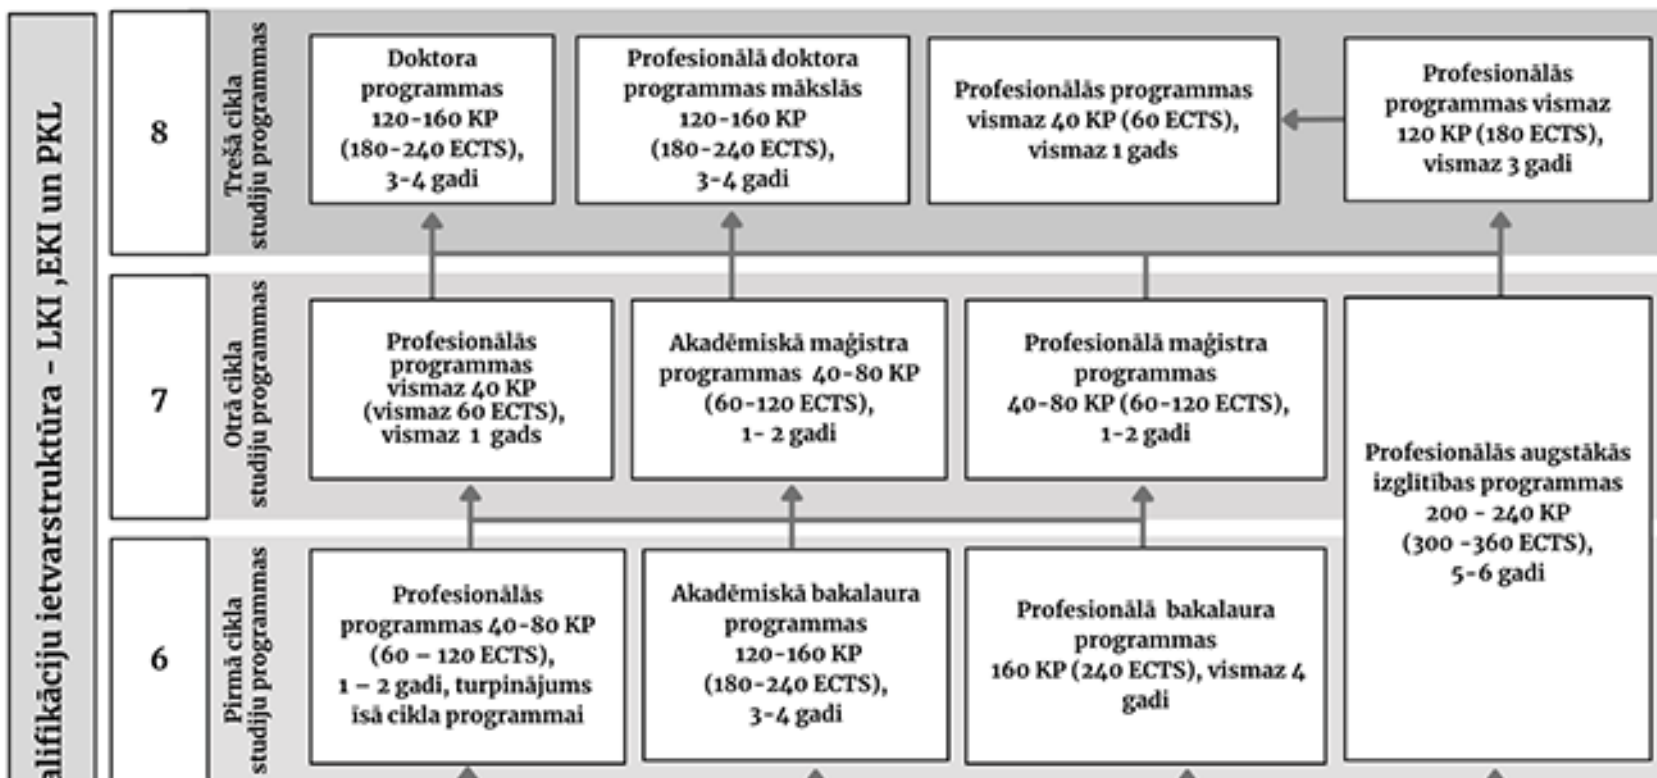 alifikāciju ietvarstruktūra – LKI ,EKI un PKL
8
Trešā cikla
studiju programmas
Doktora
programmas
120-160 KP
(180-240 ECTS),
3-4 gadi
Profesionālā doktora
programmas mākslās
120-160 KP
(180-240 ECTS),
3-4 gadi
Profesionālās programmas
vismaz 40 KP (60 ECTS),
vismaz 1 gads
Profesionālās
programmas vismaz
120 KP (180 ECTS),
vismaz 3 gadi
7
Otrā cikla
studiju programmas
Profesionālās
programmas
vismaz 40 KP
(vismaz 60 ECTS),
vismaz 1 gads
Akadēmiskā maģistra
programmas 40-80 KP
(60-120 ECTS),
1- 2 gadi
Profesionālā maģistra
programmas
40-80 KP (60-120 ECTS),
1-2 gadi
Profesionālās augstākās
izglītības programmas
200 - 240 KP
(300 -360 ECTS),
5-6 gadi
6
Pirmā cikla
studiju programmas
Profesionālās
programmas 40-80 KP
(60 – 120 ECTS),
1 – 2 gadi, turpinājums
īsā cikla programmai
Akadēmiskā bakalaura
programmas
120-160 KP
(180-240 ECTS),
3-4 gadi
Profesionālā bakalaura
programmas
160 KP (240 ECTS), vismaz 4
gadi